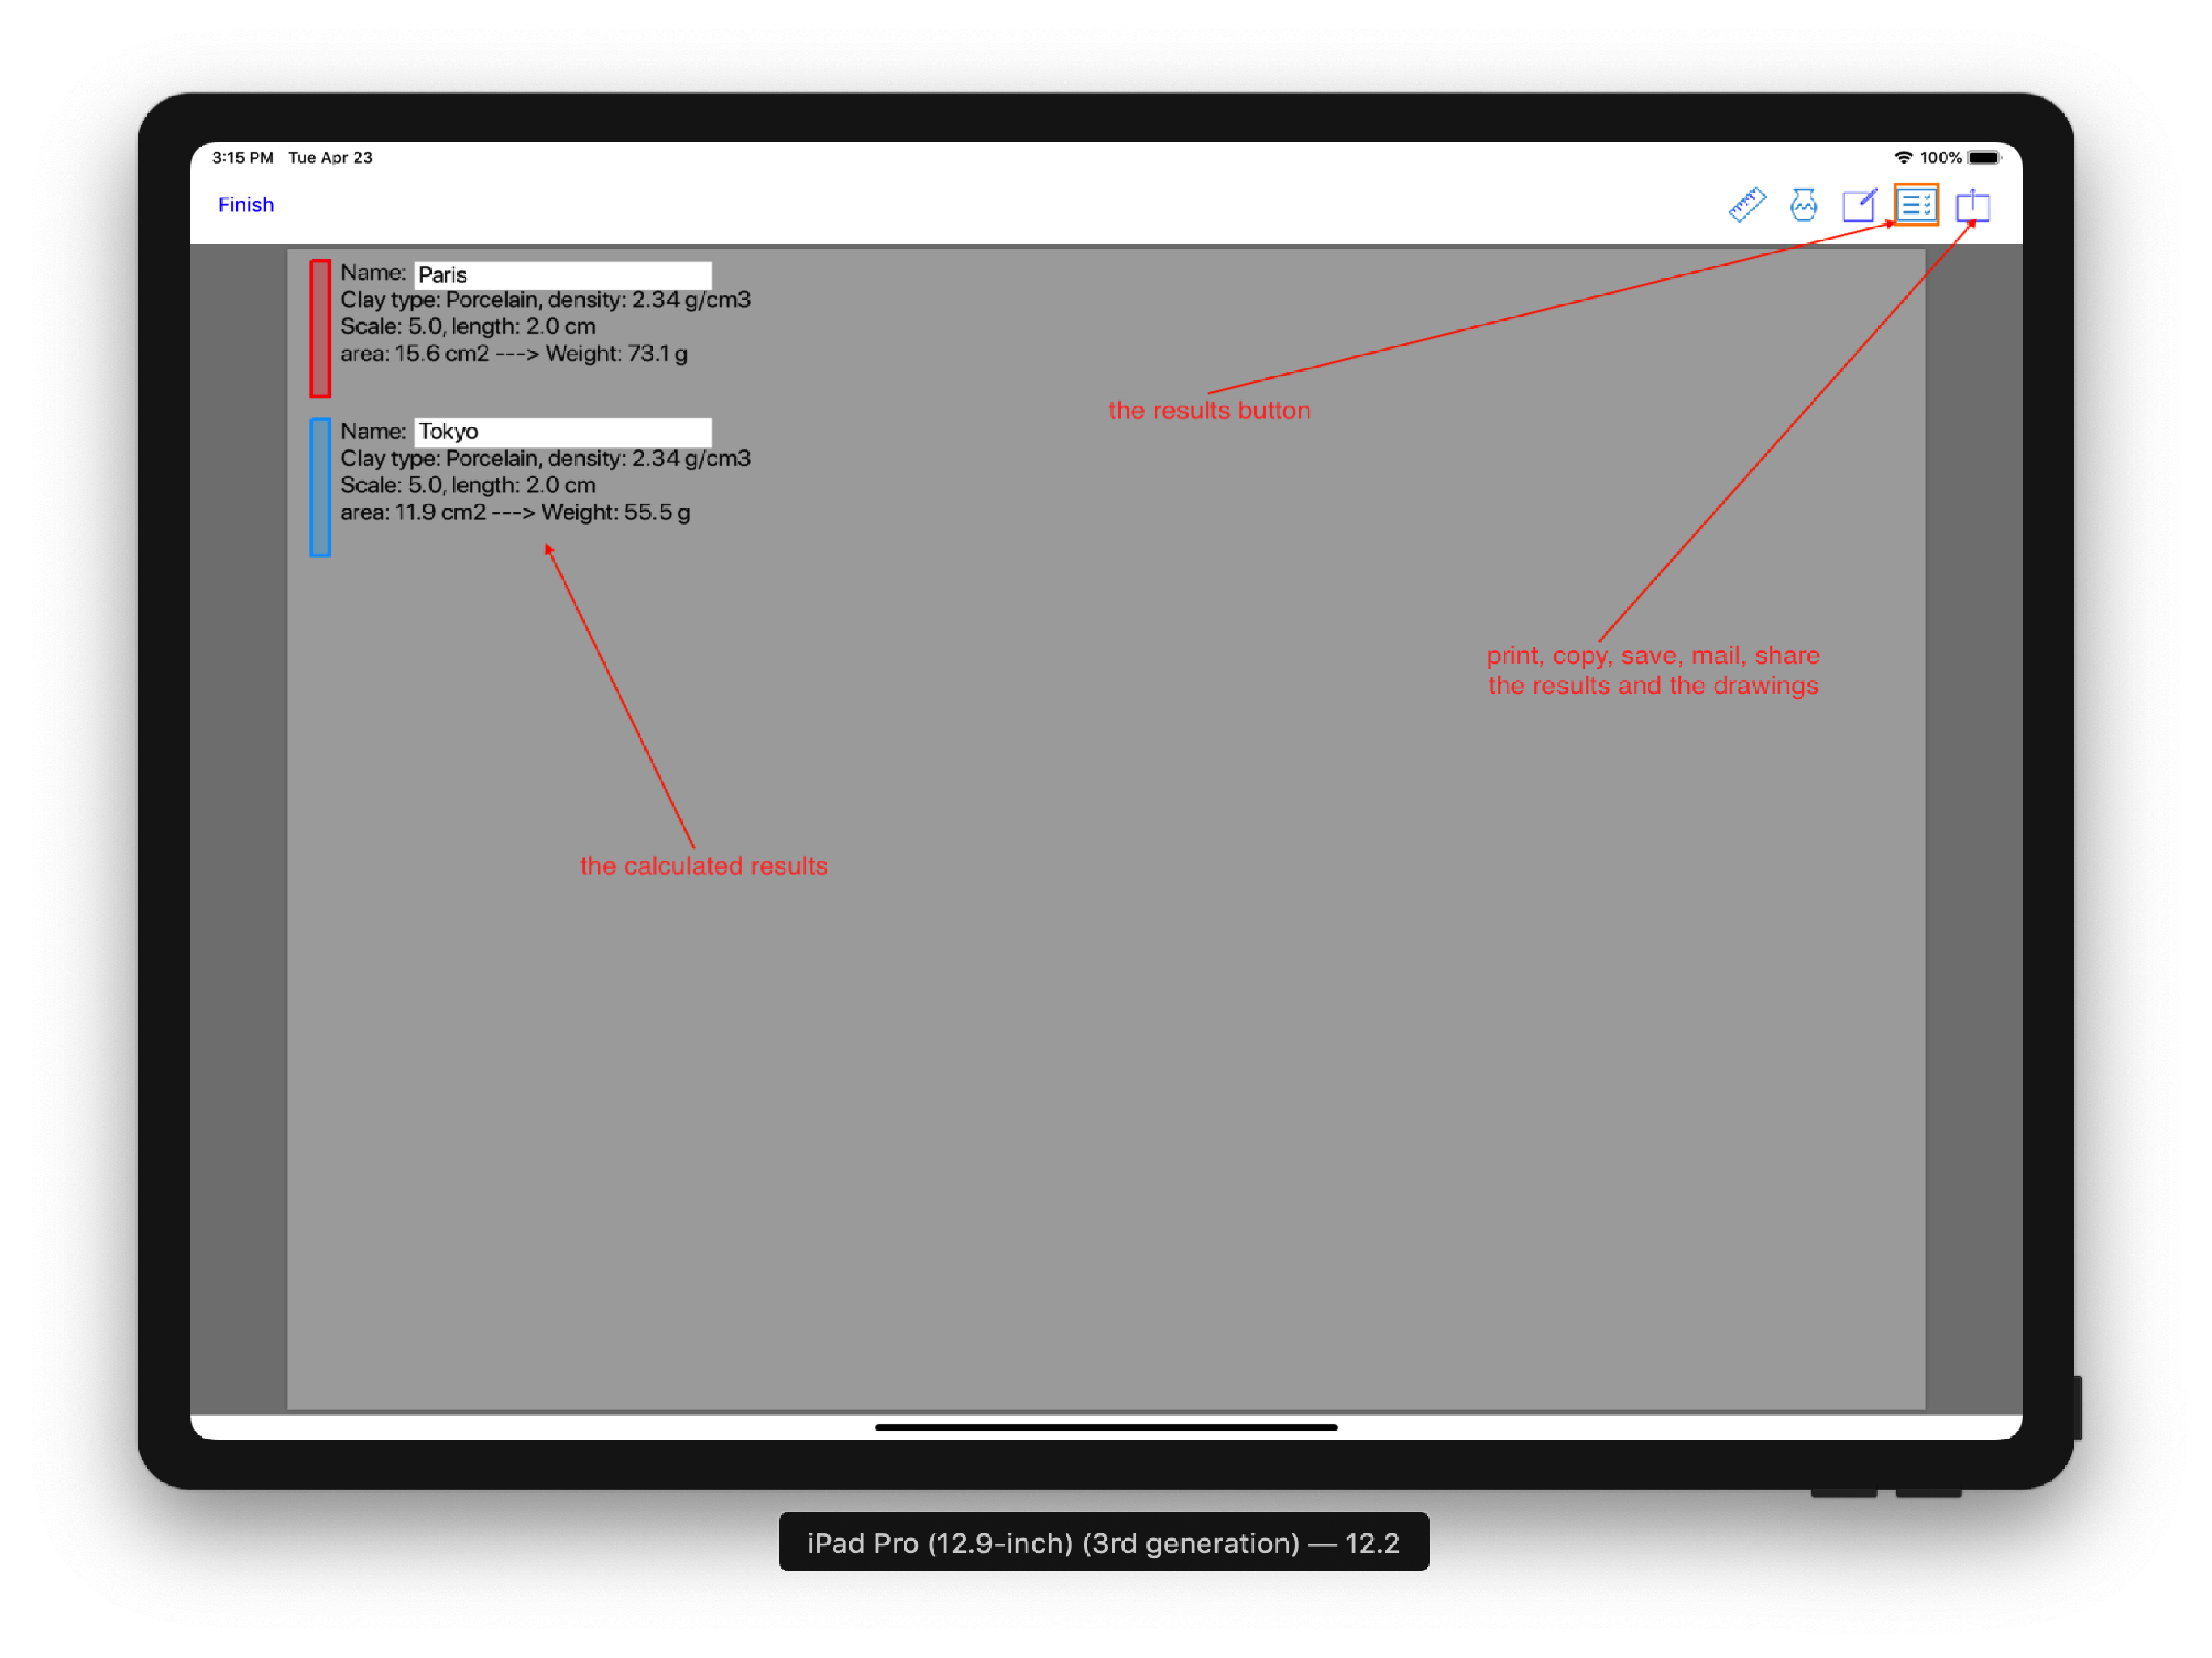 3:15 PM Tue Apr 23
100%
Finish
Name: Paris
Clay type: Porcelain, density: 2.34 g/cm3
Scale: 5.0, length: 2.0 cm
area: 15.6 cm2 ---> Weight: 73.1 g
the results button
Name: Tokyo
Clay type: Porcelain, density: 2.34 g/cm3
Scale: 5.0, length: 2.0 cm
area: 11.9 cm2 ---> Weight: 55.5 g
print, copy, save, mail, share
the results and the drawings
the calculated results
iPad Pro (12.9-inch) (3rd generation) — 12.2